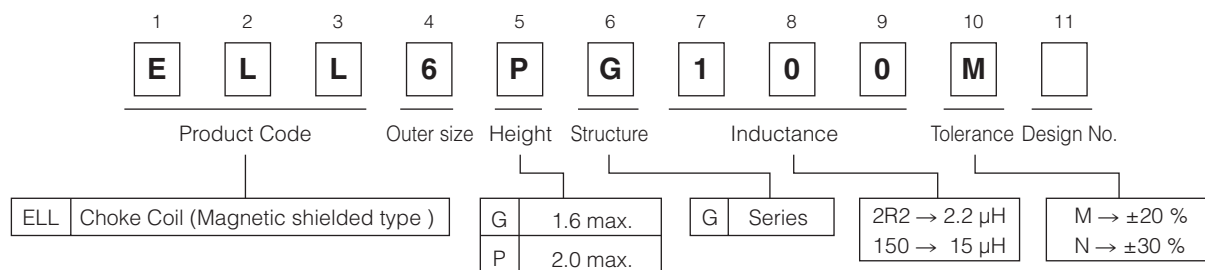 1 2 3 4 5 6 7 8 9 10 11
E L L 6 P G 1 0 0 M
Product Code Outer size Height Structure Inductance Tolerance Design No.
ELL Choke Coil (Magnetic shielded type ) G 1.6 max. G Series 2R2 → 2.2 µH M → ±20 %
P 2.0 max. 150 → 15 µH N → ±30 %